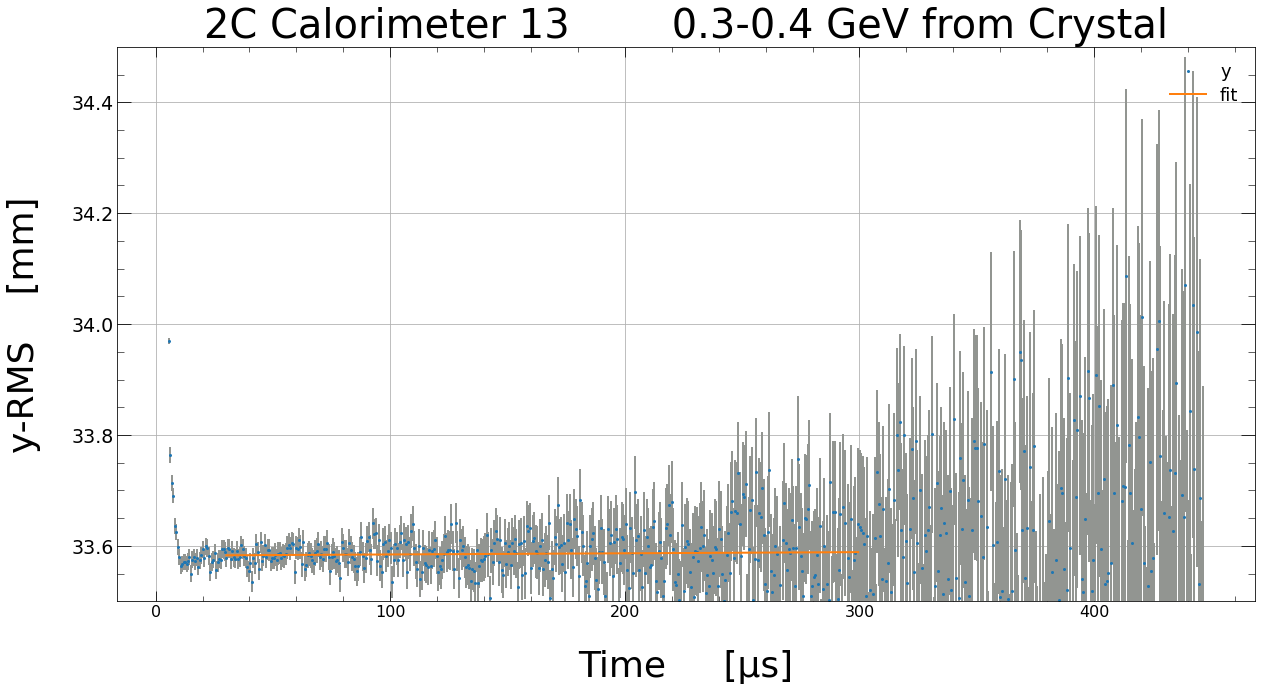 2C Calorimeter 13 0.3-0.4 GeV from Crystal
y
fit
34.4
34.2
34.0
33.8
33.6
y-RMS [mm]
0 100 200 300 400
Time [µs]